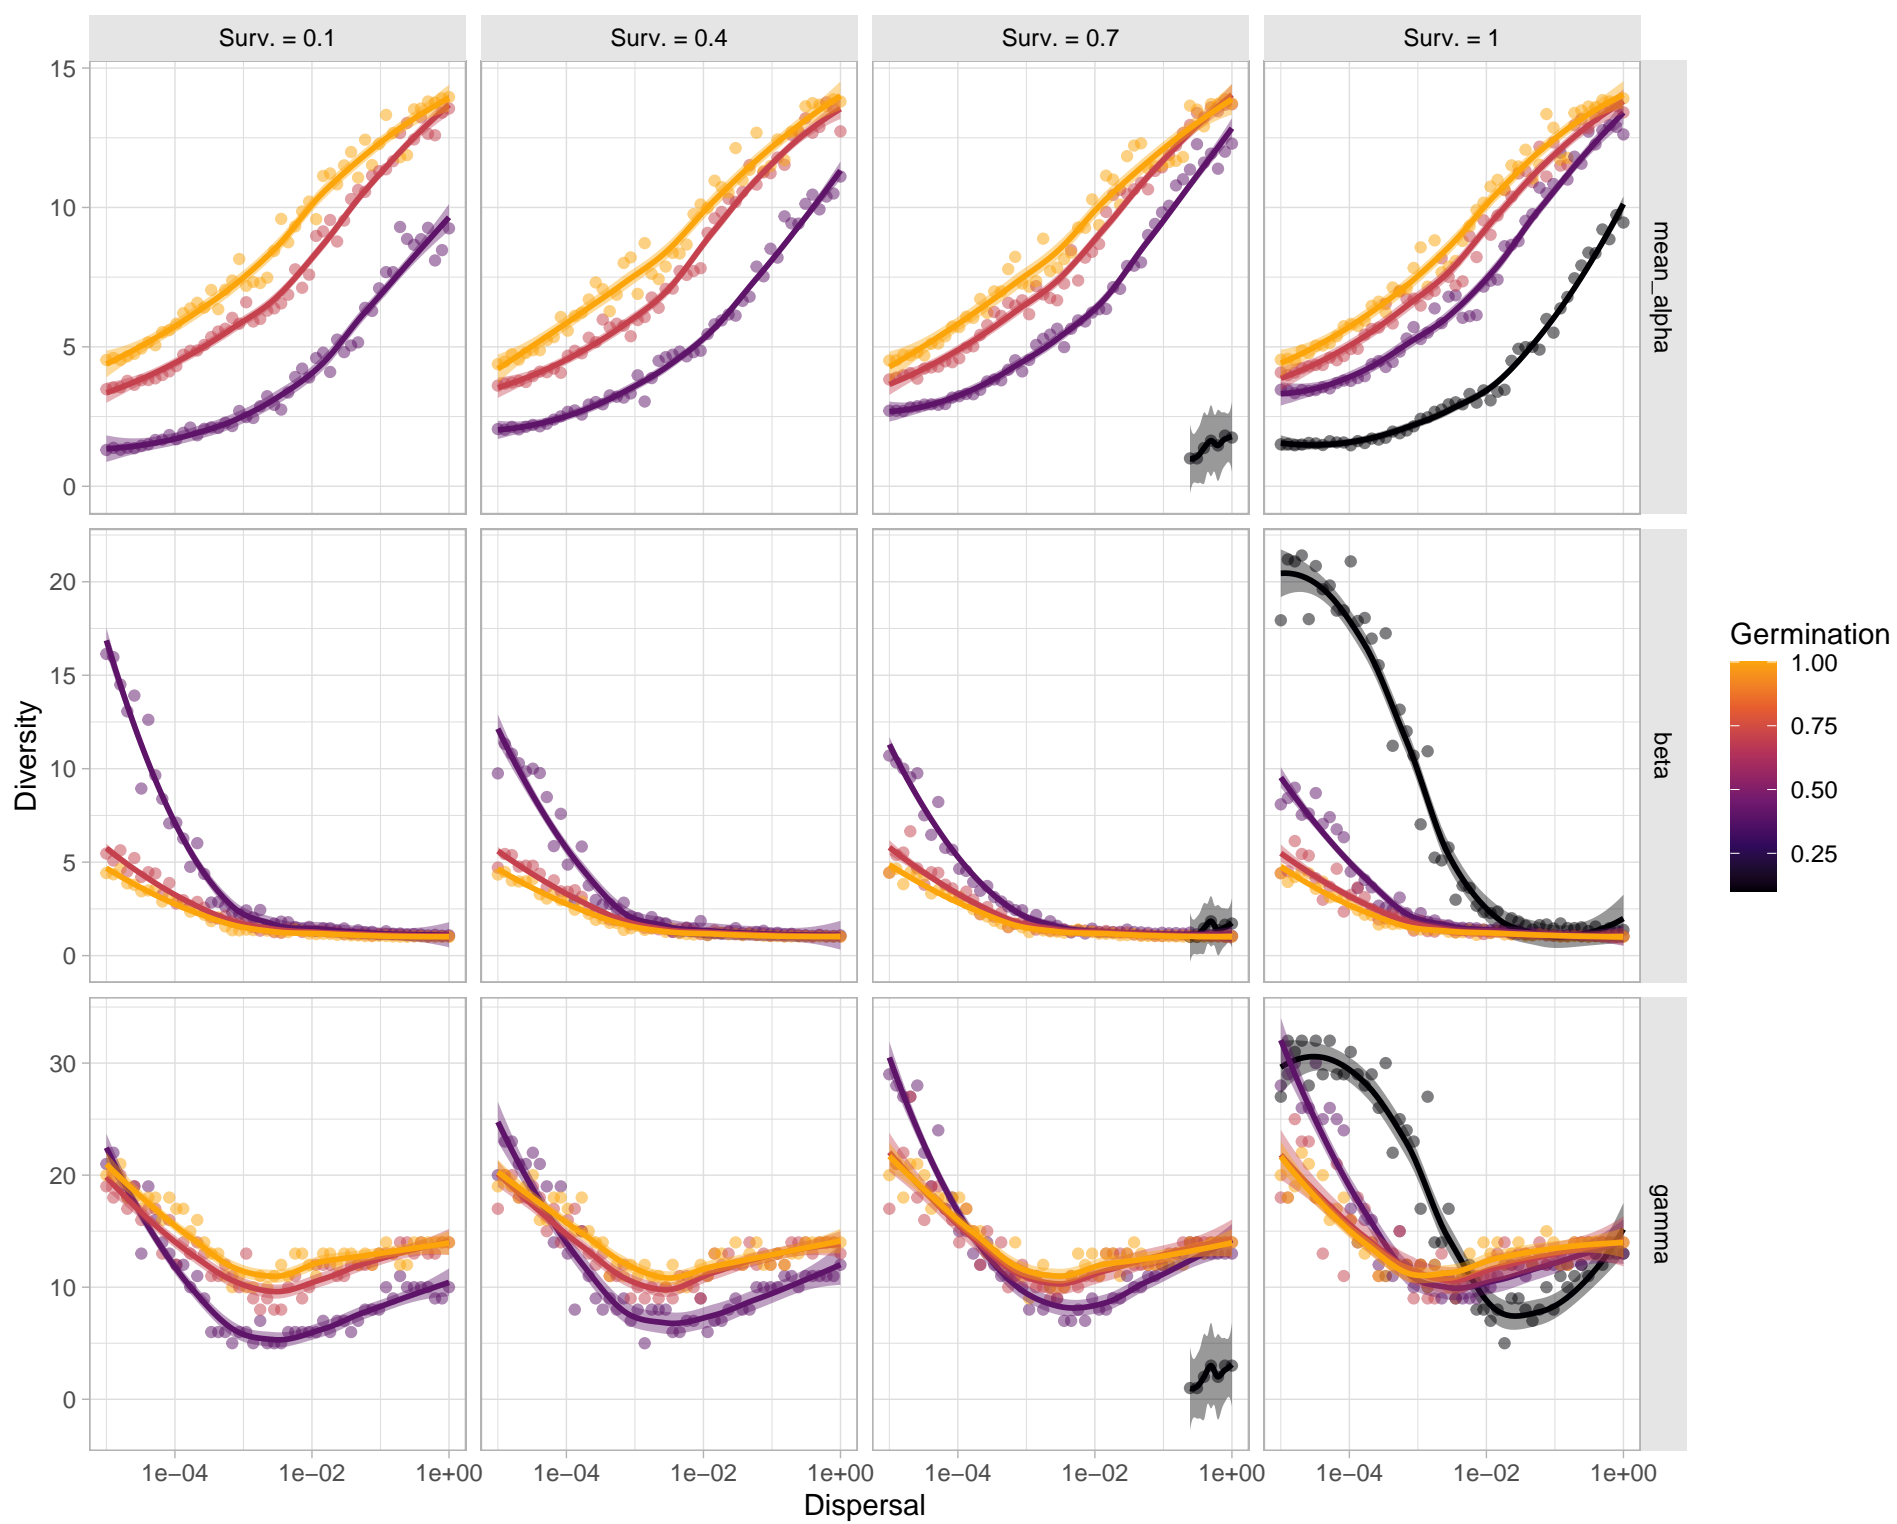 Surv. = 0.1
Surv. = 0.4
Surv. = 0.7
Surv. = 1
15
10
5
0
mean_alpha
20
15
10
5
0
beta
30
20
10
0
gamma
Diversity
1e−04
1e−02
1e+00
1e−04
1e−02
1e+00
1e−04
1e−02
1e+00
1e−04
1e−02
1e+00
Dispersal
Germination
1.00
0.75
0.50
0.25